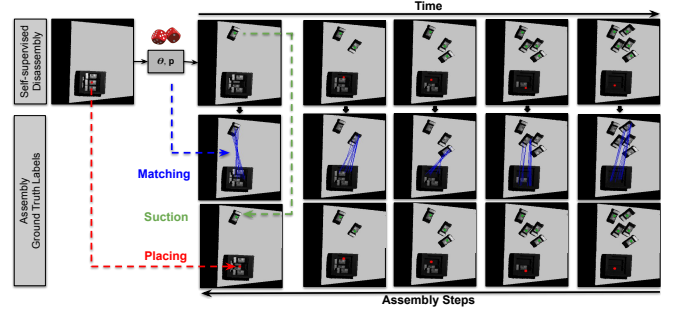 Time
Self-supervised
Disassembly
θ, p
Assembly
Ground Truth Labels
Matching
Suction
Placing
Assembly Steps